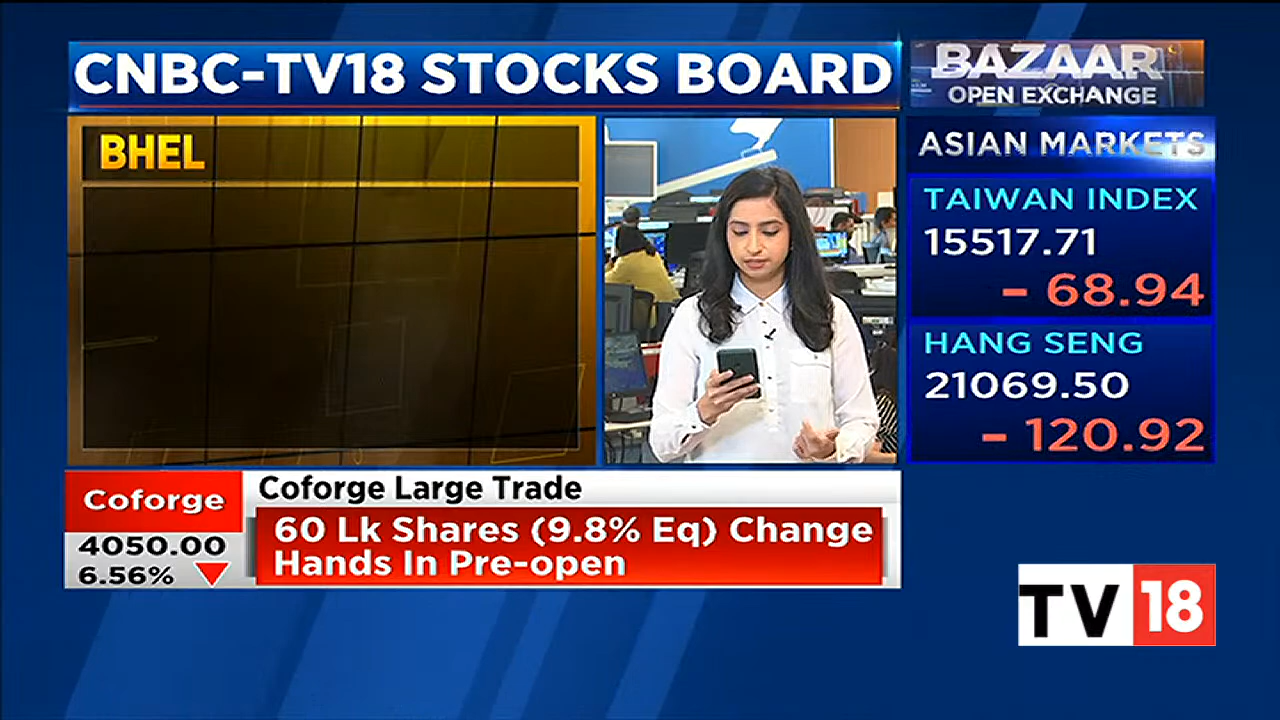 CNBC-TV18 STOCKS BOARD
BAZAAR
OPEN EXCHANGE
BHEL
ASIAN MARKETS
TAIWAN INDEX
15517.71
- 68.94
HANG SENG
21069.50
- 120.92
Coforge
4050.00
6.56%
Coforge Large Trade
60 Lk Shares (9.8% Eq) Change
Hands In Pre-open
TV18